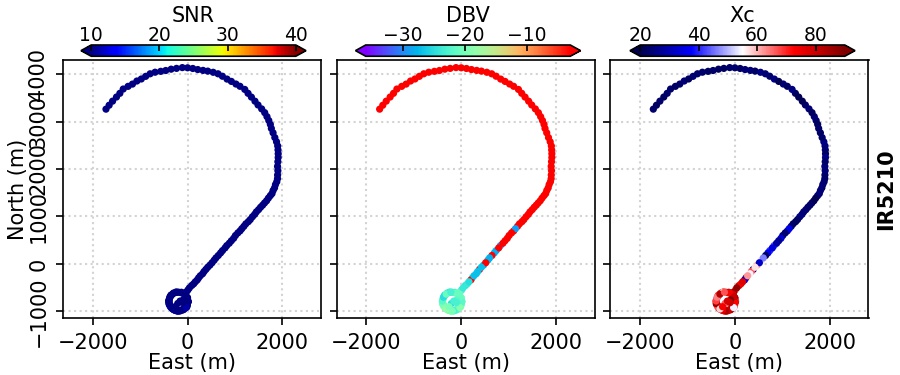 SNR DBV Xc
10 20 30 40 −30 −20 −10 20 40 60 80
4000
3000
2000
1000
0
−1000
North (m)
−2000 0 2000 −2000 0 2000 −2000 0 2000
East (m) East (m) East (m)
IR5210